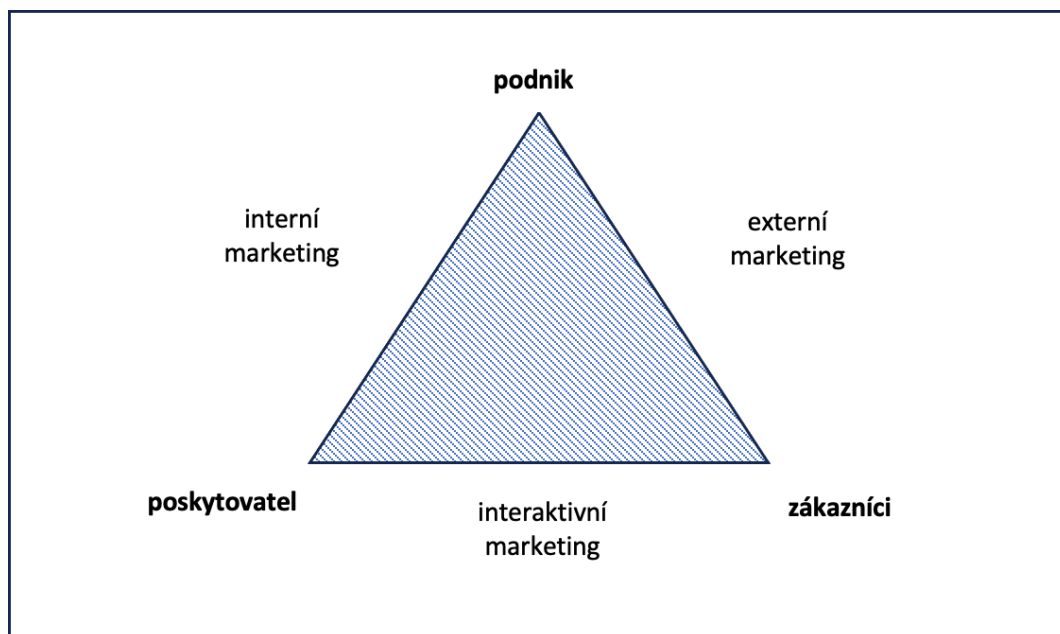 podnik
interní
marketing
externí
marketing
poskytovatel
interaktivní
marketing
zákazníci